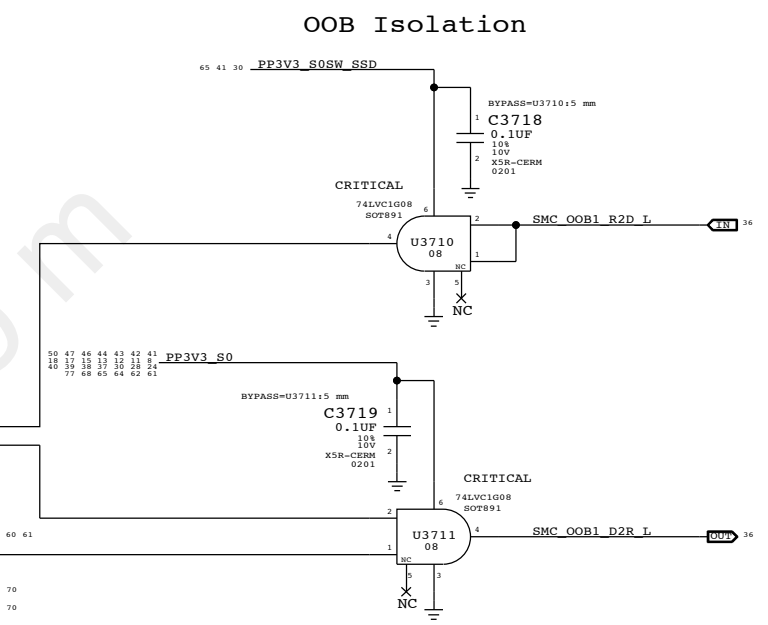 OOB Isolation
65 41 30 PP3V3_S0SW_SSD
BYPASS=U3710:5 mm
1 C3718
0.1UF
10%
10V
2 X5R-CERM
0201
CRITICAL
74LVC1G08
SOT891
6
2 SMC_OOB1_R2D_L IN 36
4 U3710
08
1
NC
3 5
NC
50 47 46 44 43 42 41
18 17 15 13 12 11 8
40 39 38 37 30 28 24
77 68 65 64 62 61
PP3V3_S0
BYPASS=U3711:5 mm
C3719 1
0.1UF
10%
10V
X5R-CERM 2
0201
CRITICAL
74LVC1G08
SOT891
6
2
U3711 4 SMC_OOB1_D2R_L OUT 36
08
1
NC
5 3
NC
60 61
70
70
om